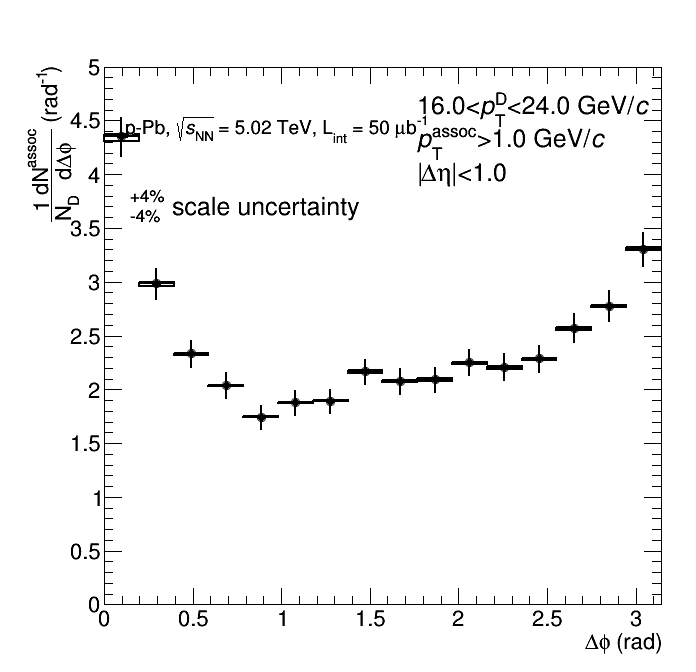 1 dN^assoc
N_D dΔϕ (rad^-1)
p-Pb, √s_NN = 5.02 TeV, L_int = 50 μb^-1
16.0<p_T^D<24.0 GeV/c
p_T^assoc>1.0 GeV/c
|Δη|<1.0
+4%
-4% scale uncertainty
5
4.5
4
3.5
3
2.5
2
1.5
1
0.5
0
0 0.5 1 1.5 2 2.5 3
Δϕ (rad)